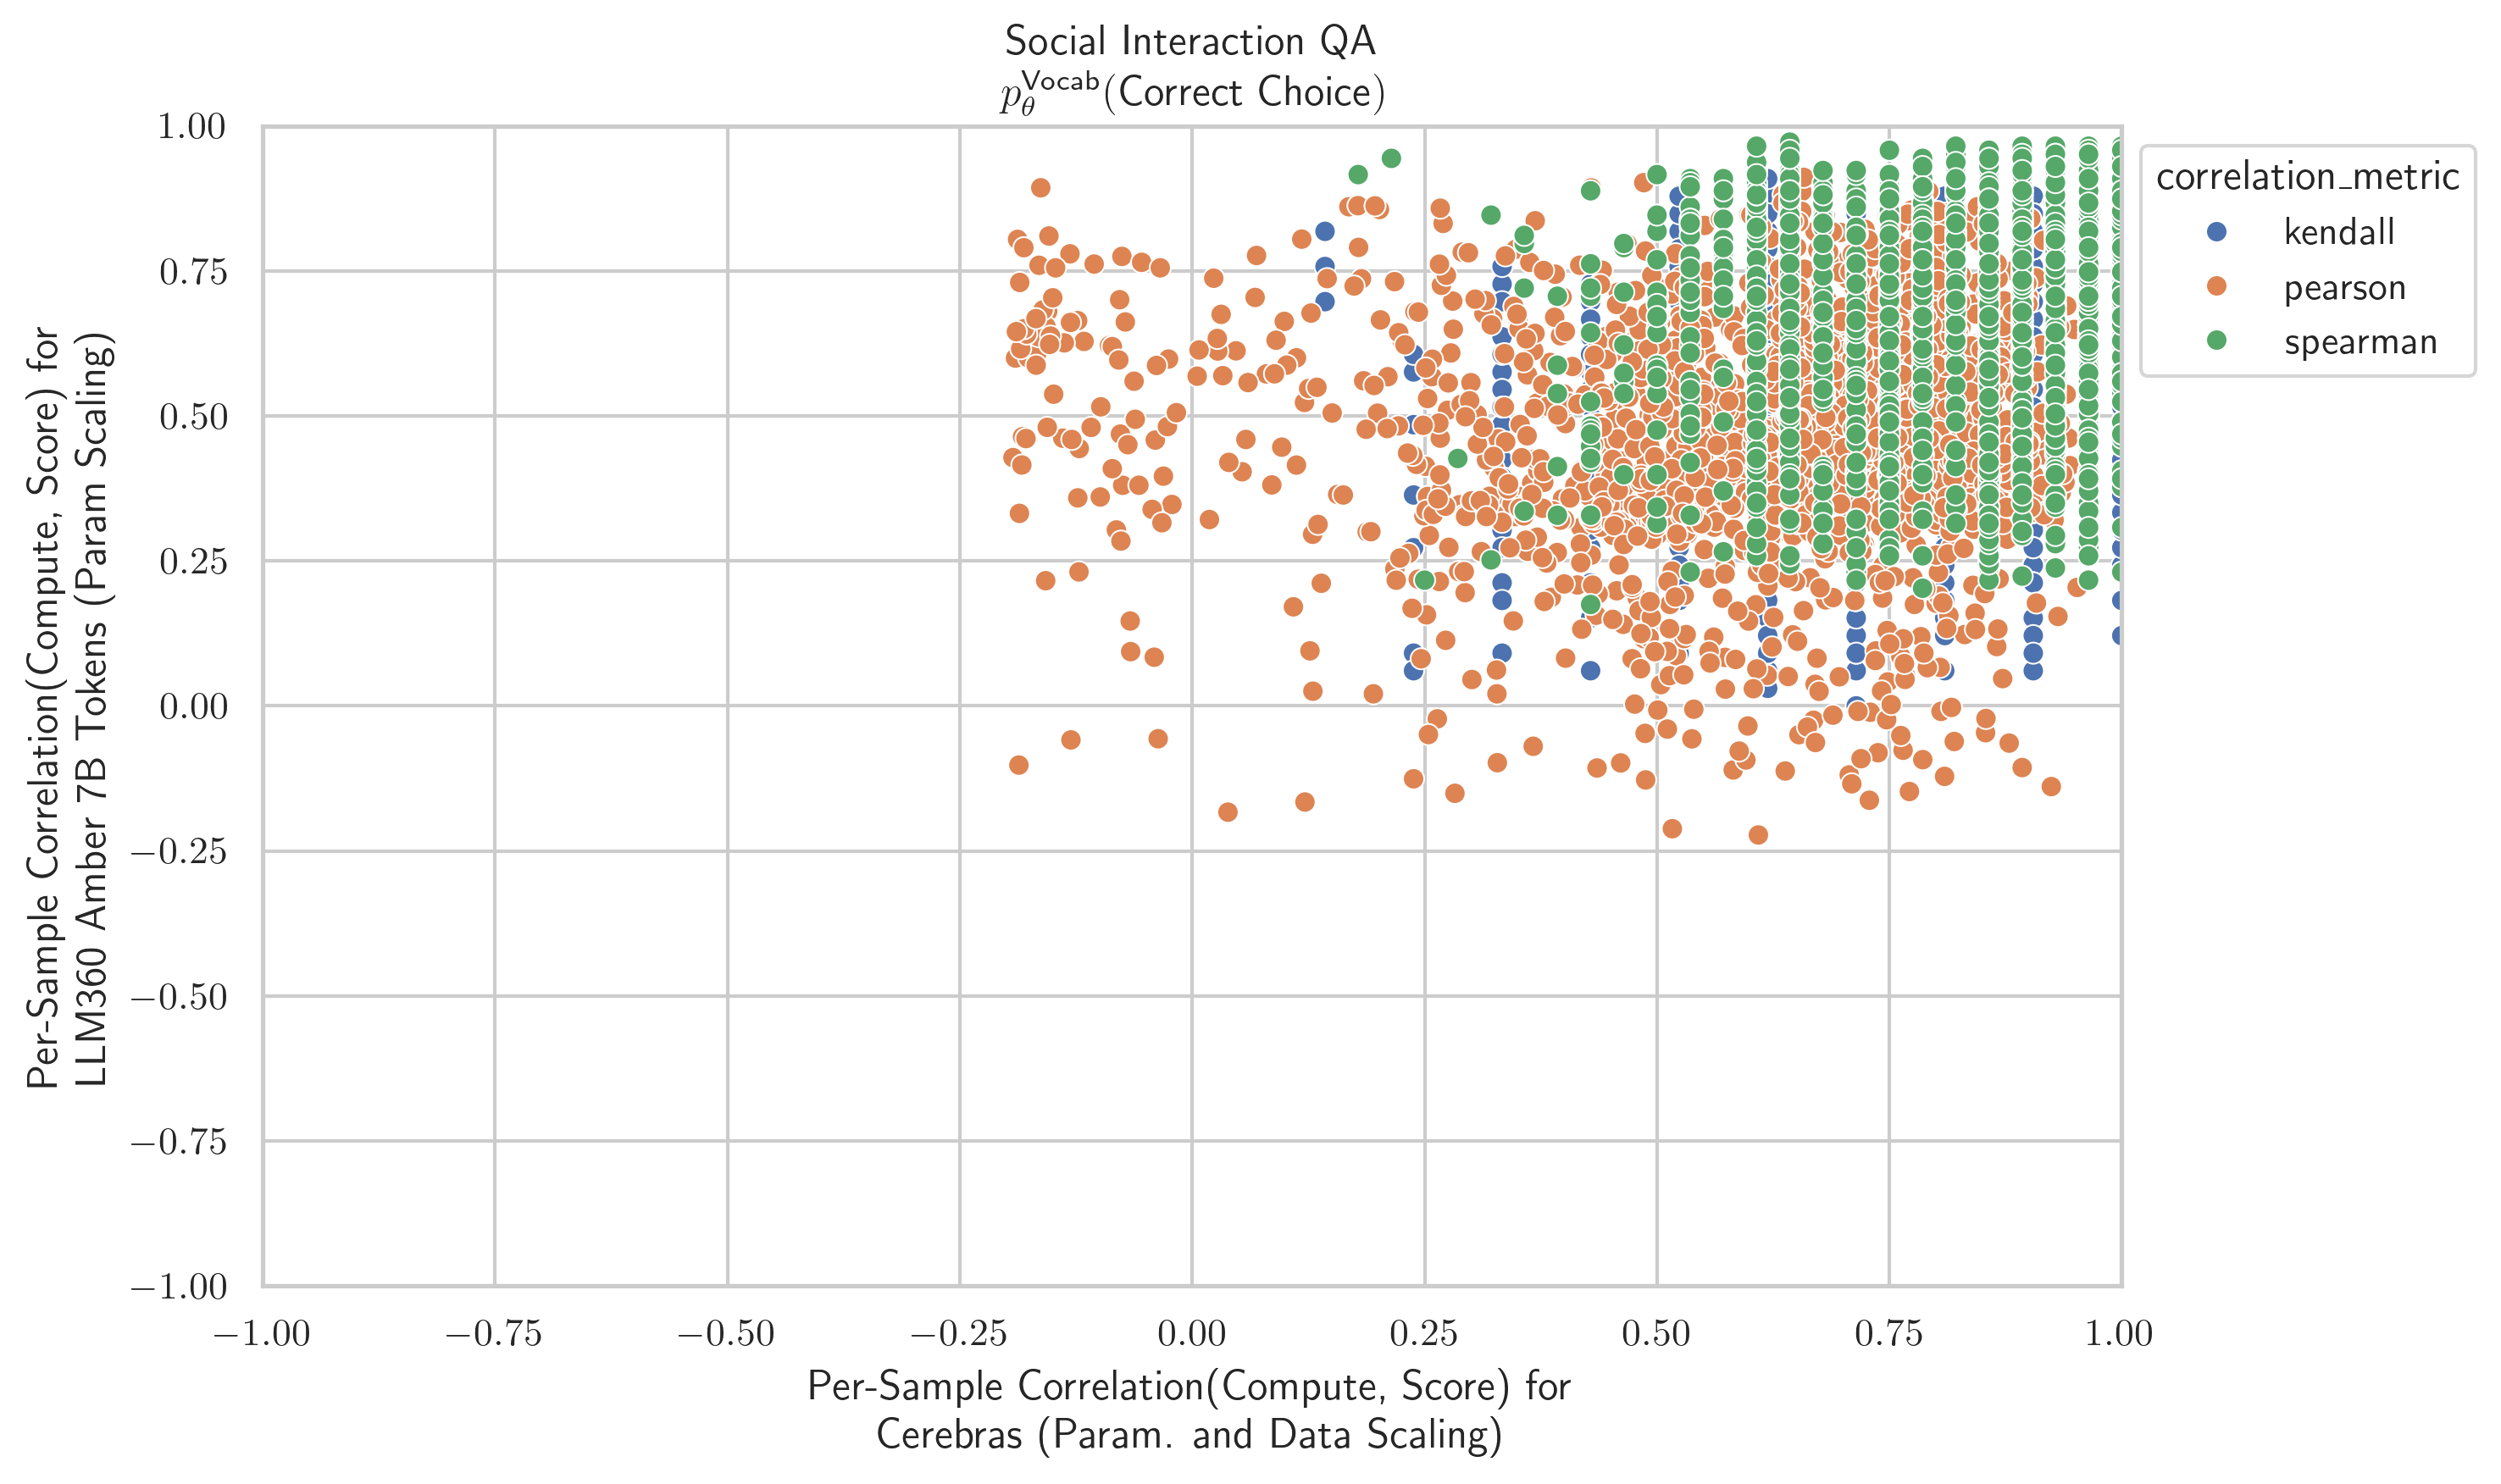 Social Interaction QA
p_θ^Vocab(Correct Choice)
1.00
0.75
0.50
0.25
0.00
−0.25
−0.50
−0.75
−1.00
Per-Sample Correlation(Compute, Score) for
LLM360 Amber 7B Tokens (Param Scaling)
−1.00 −0.75 −0.50 −0.25 0.00 0.25 0.50 0.75 1.00
Per-Sample Correlation(Compute, Score) for
Cerebras (Param. and Data Scaling)
correlation_metric
kendall
pearson
spearman